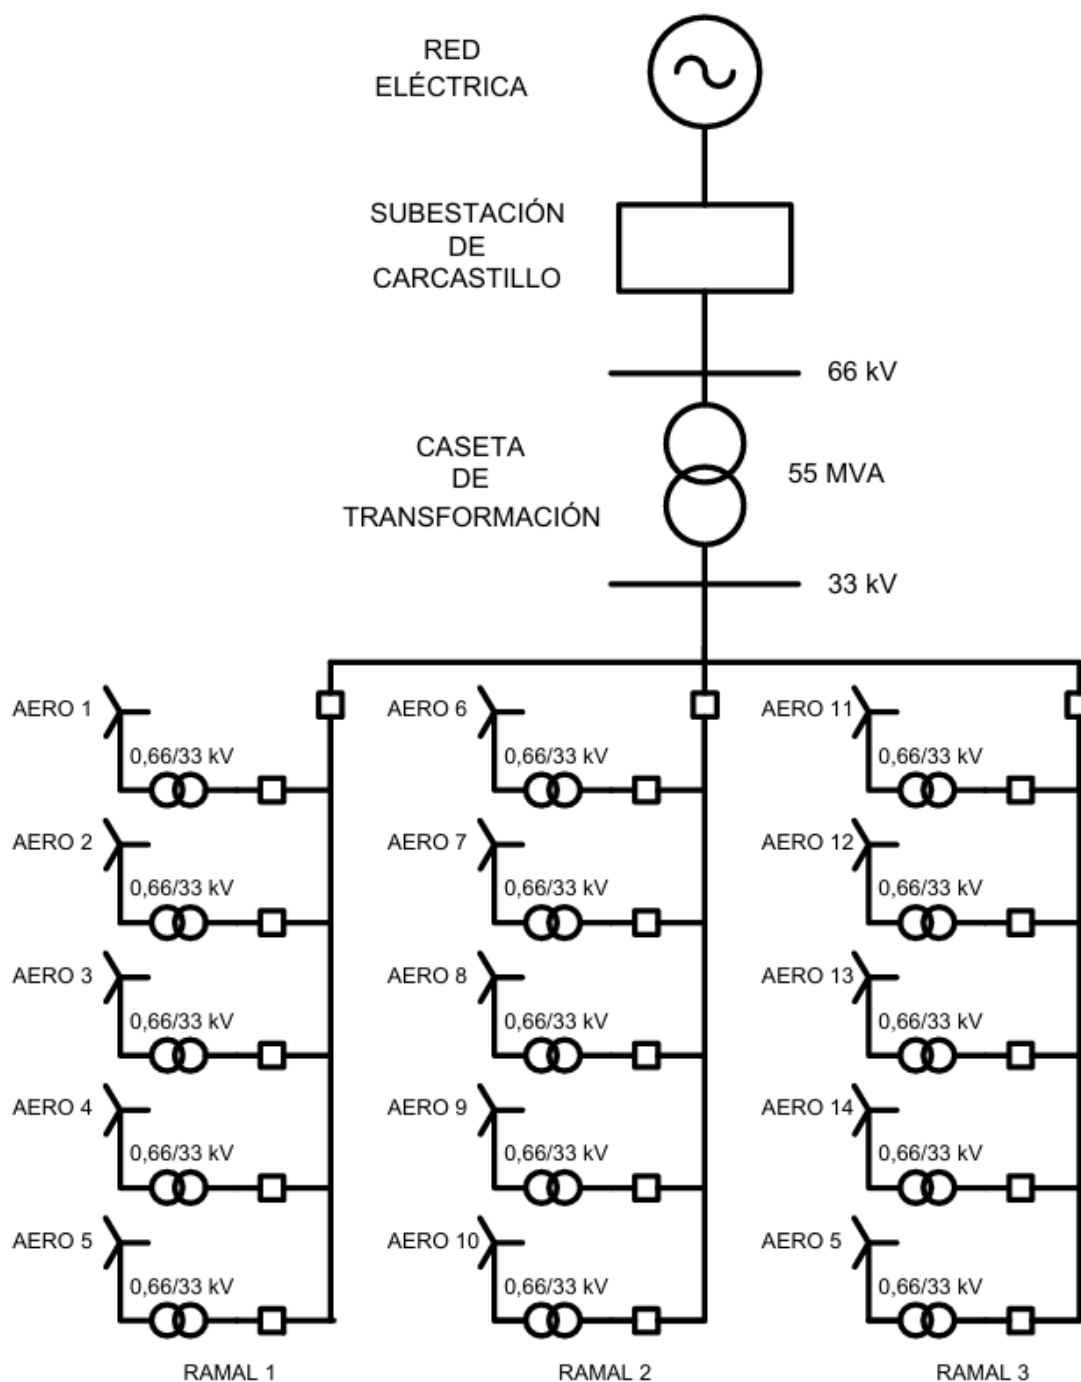 RED
ELÉCTRICA
SUBESTACIÓN
DE
CARCASTILLO
66 kV
CASETA
DE
TRANSFORMACIÓN
55 MVA
33 kV
AERO 1
0,66/33 kV
AERO 2
0,66/33 kV
AERO 3
0,66/33 kV
AERO 4
0,66/33 kV
AERO 5
0,66/33 kV
RAMAL 1
AERO 6
0,66/33 kV
AERO 7
0,66/33 kV
AERO 8
0,66/33 kV
AERO 9
0,66/33 kV
AERO 10
0,66/33 kV
RAMAL 2
AERO 11
0,66/33 kV
AERO 12
0,66/33 kV
AERO 13
0,66/33 kV
AERO 14
0,66/33 kV
AERO 5
0,66/33 kV
RAMAL 3